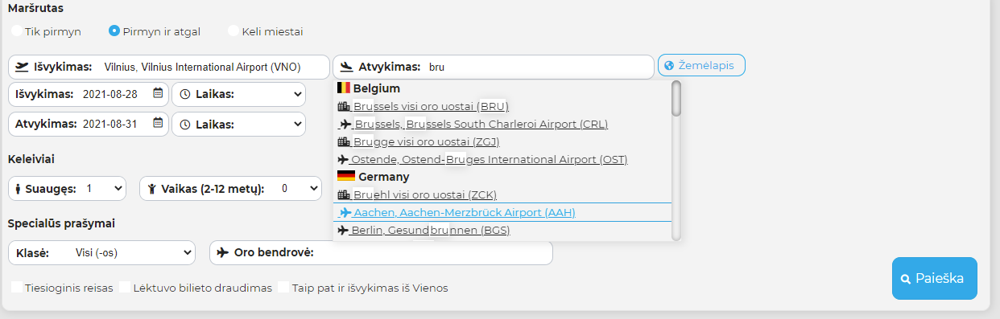 Maršrutas
Tik pirmyn Pirmyn ir atgal Keli miestai
Išvykimas: Vilnius, Vilnius International Airport (VNO) Atvykimas: bru Žemėlapis
Belgium
Išvykimas: 2021-08-28 Laikas:
Brussels visi oro uostai (BRU)
Atvykimas: 2021-08-31 Laikas:
Brussels, Brussels South Charleroi Airport (CRL)
Brugge visi oro uostai (ZGJ)
Keleiviai
Ostende, Ostend-Bruges International Airport (OST)
Germany
Suaugęs: 1 Vaikas (2-12 metų): 0
Bruehl visi oro uostai (ZCK)
Aachen, Aachen-Merzbrück Airport (AAH)
Specialūs prašymai
Berlin, Gesundbrunnen (BGS)
Klasė: Visi (-os) Oro bendrovė:
Paieška
Tiesioginis reisas Lėktuvo bilieto draudimas Taip pat ir išvykimas iš Vienos